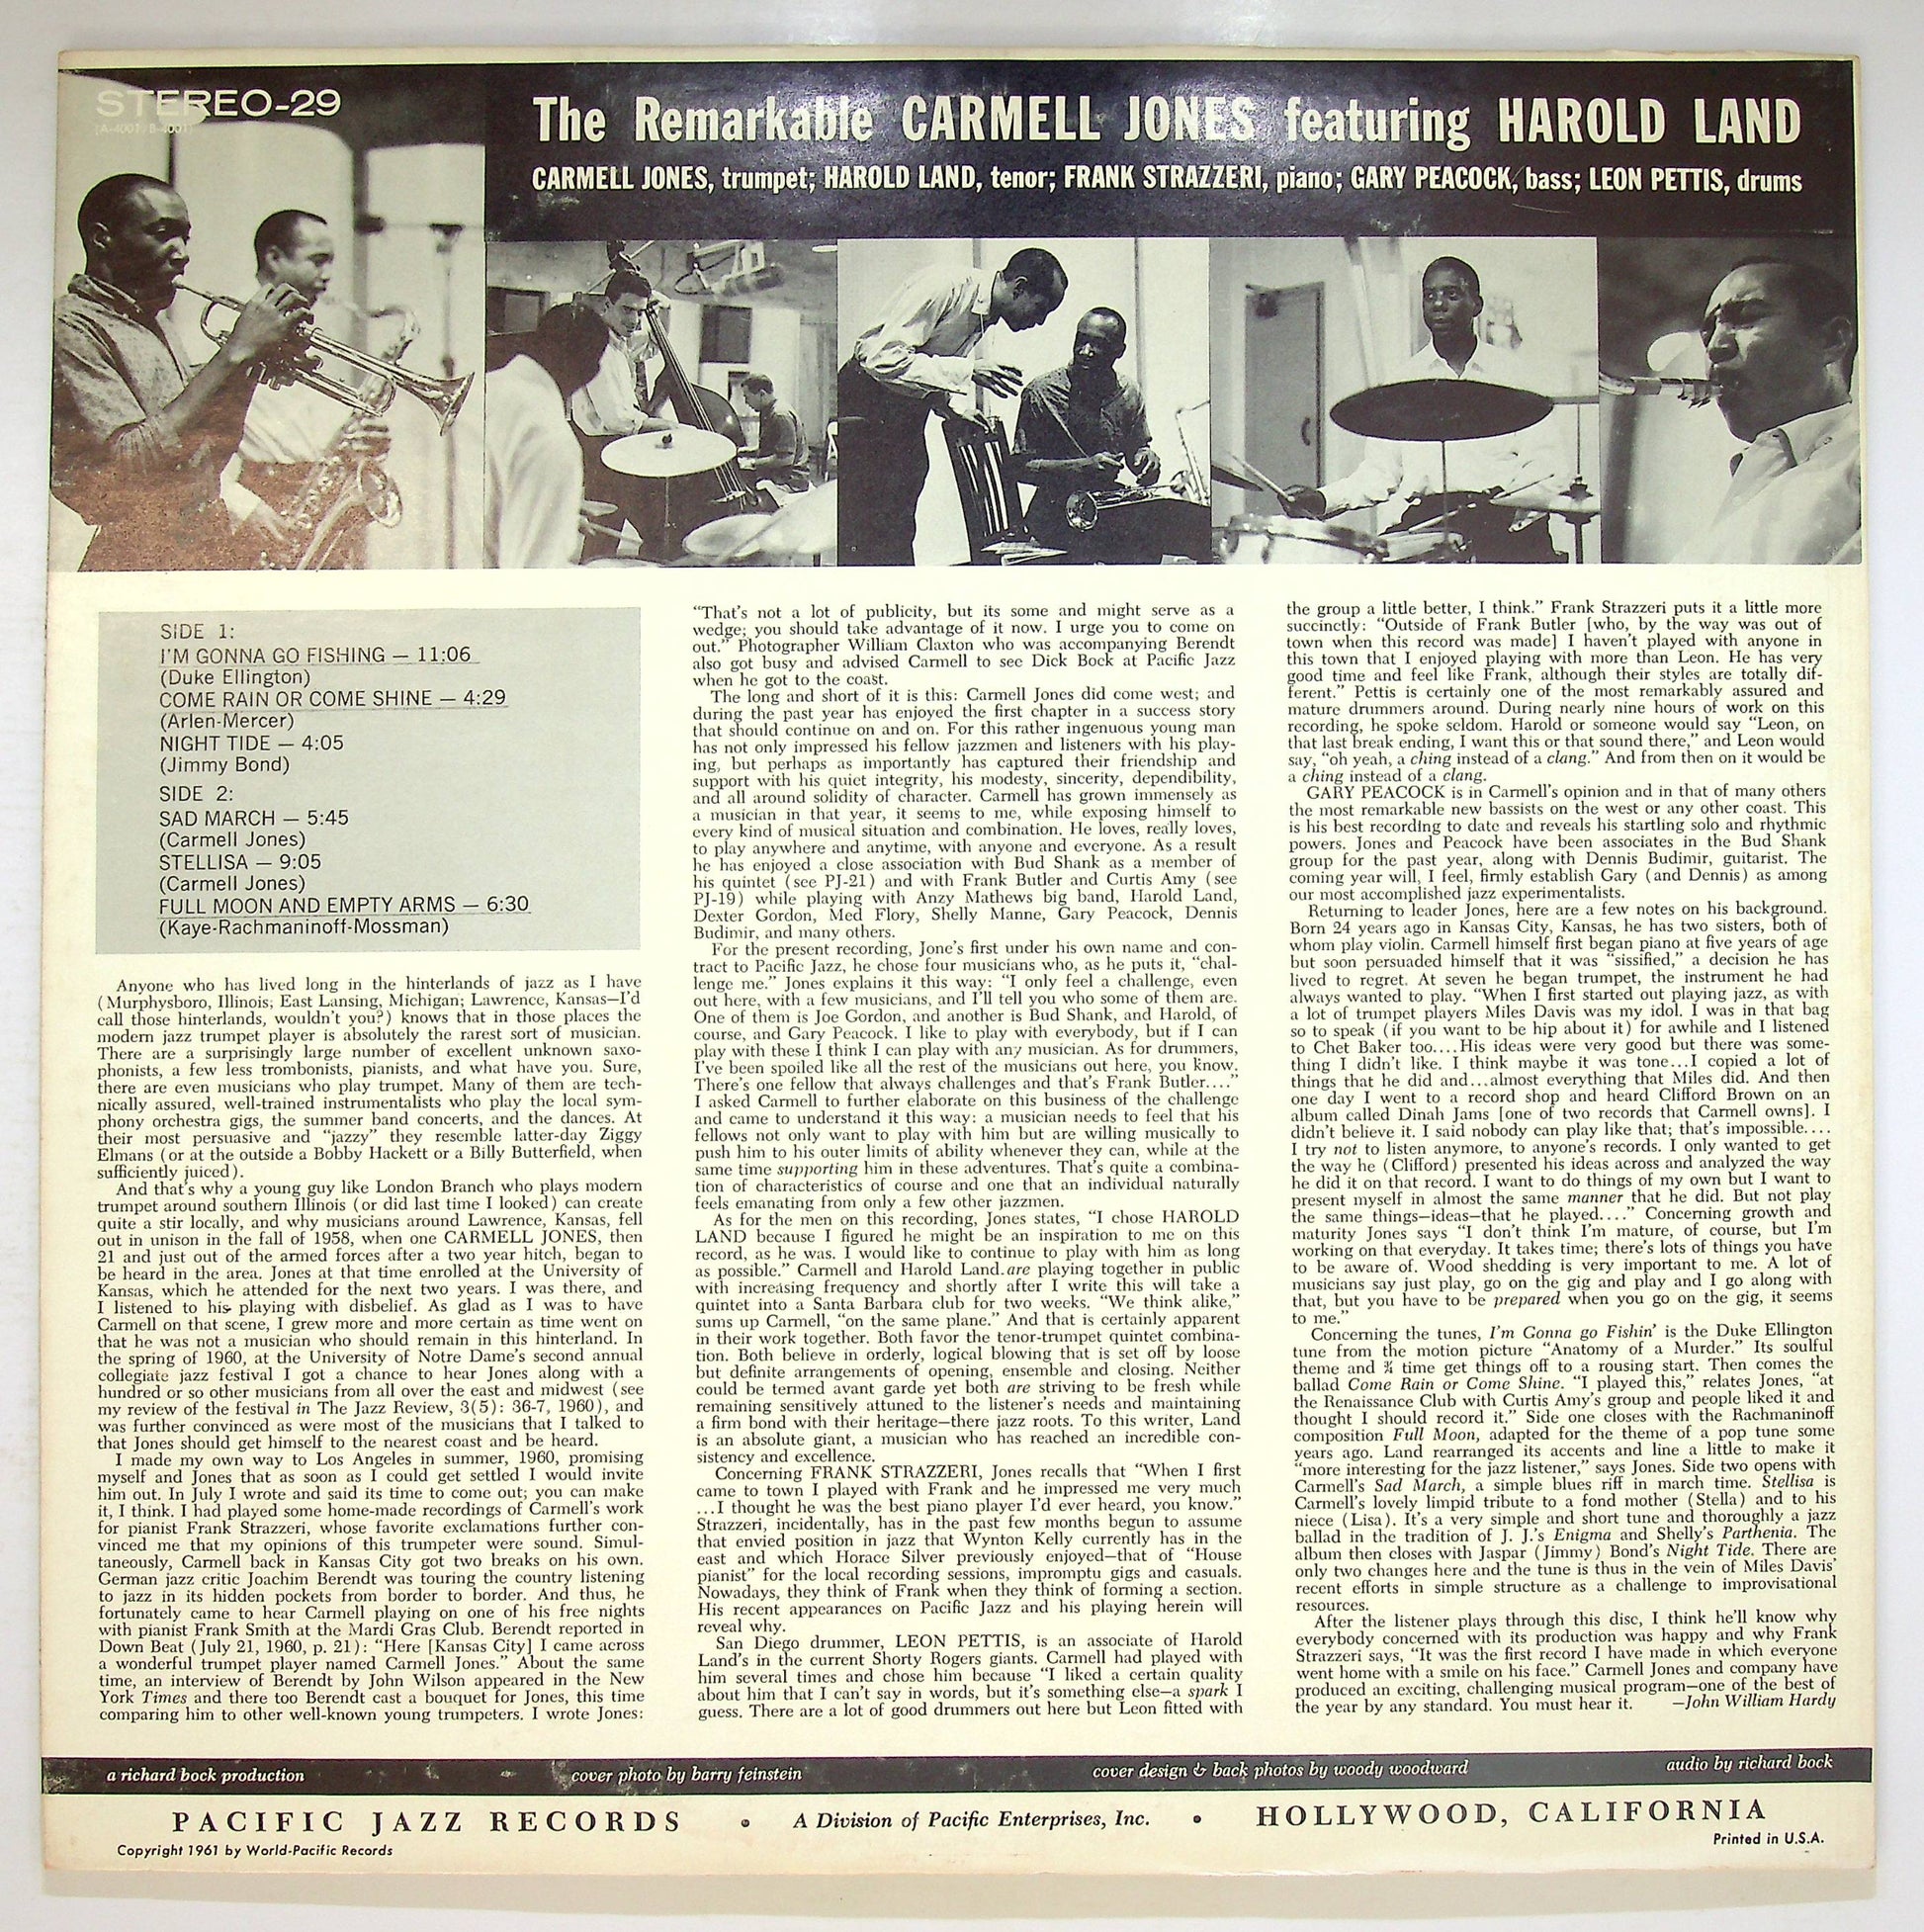 STEREO-29
(A-4001/B-4001)
The Remarkable CARMELL JONES featuring HAROLD LAND
CARMELL JONES, trumpet; HAROLD LAND, tenor; FRANK STRAZZERI, piano; GARY PEACOCK, bass; LEON PETTIS, drums
SIDE 1:
I'M GONNA GO FISHING — 11:06
(Duke Ellington)
COME RAIN OR COME SHINE — 4:29
(Arlen-Mercer)
NIGHT TIDE — 4:05
(Jimmy Bond)
SIDE 2:
SAD MARCH — 5:45
(Carmell Jones)
STELLISA — 9:05
(Carmell Jones)
FULL MOON AND EMPTY ARMS — 6:30
(Kaye-Rachmaninoff-Mossman)
Anyone who has lived long in the hinterlands of jazz as I have
(Murphysboro, Illinois; East Lansing, Michigan; Lawrence, Kansas—I'd
call those hinterlands, wouldn't you?) knows that in those places the
modern jazz trumpet player is absolutely the rarest sort of musician.
There are a surprisingly large number of excellent unknown saxo-
phonists, a few less trombonists, pianists, and what have you. Sure,
there are even musicians who play trumpet. Many of them are tech-
nically assured, well-trained instrumentalists who play the local sym-
phony orchestra gigs, the summer band concerts, and the dances. At
their most persuasive and "jazzy" they resemble latter-day Ziggy
Elmans (or at the outside a Bobby Hackett or a Billy Butterfield, when
sufficiently juiced).
And that's why a young guy like London Branch who plays modern
trumpet around southern Illinois (or did last time I looked) can create
quite a stir locally, and why musicians around Lawrence, Kansas, fell
out in unison in the fall of 1958, when one CARMELL JONES, then
21 and just out of the armed forces after a two year hitch, began to
be heard in the area. Jones at that time enrolled at the University of
Kansas, which he attended for the next two years. I was there, and
I listened to his playing with disbelief. As glad as I was to have
Carmell on that scene, I grew more and more certain as time went on
that he was not a musician who should remain in this hinterland. In
the spring of 1960, at the University of Notre Dame's second annual
collegiate jazz festival I got a chance to hear Jones along with a
hundred or so other musicians from all over the east and midwest (see
my review of the festival in The Jazz Review, 3(5): 36-7, 1960), and
was further convinced as were most of the musicians that I talked to
that Jones should get himself to the nearest coast and be heard.
I made my own way to Los Angeles in summer, 1960, promising
myself and Jones that as soon as I could get settled I would invite
him out. In July I wrote and said its time to come out; you can make
it, I think. I had played some home-made recordings of Carmell's work
for pianist Frank Strazzeri, whose favorite exclamations further con-
vinced me that my opinions of this trumpeter were sound. Simul-
taneously, Carmell back in Kansas City got two breaks on his own.
German jazz critic Joachim Berendt was touring the country listening
to jazz in its hidden pockets from border to border. And thus, he
fortunately came to hear Carmell playing on one of his free nights
with pianist Frank Smith at the Mardi Gras Club. Berendt reported in
Down Beat (July 21, 1960, p. 21): "Here [Kansas City] I came across
a wonderful trumpet player named Carmell Jones." About the same
time, an interview of Berendt by John Wilson appeared in the New
York Times and there too Berendt cast a bouquet for Jones, this time
comparing him to other well-known young trumpeters. I wrote Jones:
"That's not a lot of publicity, but its some and might serve as a
wedge; you should take advantage of it now. I urge you to come on
out." Photographer William Claxton who was accompanying Berendt
also got busy and advised Carmell to see Dick Bock at Pacific Jazz
when he got to the coast.
The long and short of it is this: Carmell Jones did come west; and
during the past year has enjoyed the first chapter in a success story
that should continue on and on. For this rather ingenuous young man
has not only impressed his fellow jazzmen and listeners with his play-
ing, but perhaps as importantly has captured their friendship and
support with his quiet integrity, his modesty, sincerity, dependibility,
and all around solidity of character. Carmell has grown immensely as
a musician in that year, it seems to me, while exposing himself to
every kind of musical situation and combination. He loves, really loves,
to play anywhere and anytime, with anyone and everyone. As a result
he has enjoyed a close association with Bud Shank as a member of
his quintet (see PJ-21) and with Frank Butler and Curtis Amy (see
PJ-19) while playing with Anzy Mathews big band, Harold Land,
Dexter Gordon, Med Flory, Shelly Manne, Gary Peacock, Dennis
Budimir, and many others.
For the present recording, Jone's first under his own name and con-
tract to Pacific Jazz, he chose four musicians who, as he puts it, "chal-
lenge me." Jones explains it this way: "I only feel a challenge, even
out here, with a few musicians, and I'll tell you who some of them are.
One of them is Joe Gordon, and another is Bud Shank, and Harold, of
course, and Gary Peacock. I like to play with everybody, but if I can
play with these I think I can play with any musician. As for drummers,
I've been spoiled like all the rest of the musicians out here, you know.
There's one fellow that always challenges and that's Frank Butler...."
I asked Carmell to further elaborate on this business of the challenge
and came to understand it this way: a musician needs to feel that his
fellows not only want to play with him but are willing musically to
push him to his outer limits of ability whenever they can, while at the
same time supporting him in these adventures. That's quite a combina-
tion of characteristics of course and one that an individual naturally
feels emanating from only a few other jazzmen.
As for the men on this recording, Jones states, "I chose HAROLD
LAND because I figured he might be an inspiration to me on this
record, as he was. I would like to continue to play with him as long
as possible." Carmell and Harold Land are playing together in public
with increasing frequency and shortly after I write this will take a
quintet into a Santa Barbara club for two weeks. "We think alike,"
sums up Carmell, "on the same plane." And that is certainly apparent
in their work together. Both favor the tenor-trumpet quintet combina-
tion. Both believe in orderly, logical blowing that is set off by loose
but definite arrangements of opening, ensemble and closing. Neither
could be termed avant garde yet both are striving to be fresh while
remaining sensitively attuned to the listener's needs and maintaining
a firm bond with their heritage—there jazz roots. To this writer, Land
is an absolute giant, a musician who has reached an incredible con-
sistency and excellence.
Concerning FRANK STRAZZERI, Jones recalls that "When I first
came to town I played with Frank and he impressed me very much
...I thought he was the best piano player I'd ever heard, you know."
Strazzeri, incidentally, has in the past few months begun to assume
that envied position in jazz that Wynton Kelly currently has in the
east and which Horace Silver previously enjoyed—that of "House
pianist" for the local recording sessions, impromptu gigs and casuals.
Nowadays, they think of Frank when they think of forming a section.
His recent appearances on Pacific Jazz and his playing herein will
reveal why.
San Diego drummer, LEON PETTIS, is an associate of Harold
Land's in the current Shorty Rogers giants. Carmell had played with
him several times and chose him because "I liked a certain quality
about him that I can't say in words, but it's something else—a spark I
guess. There are a lot of good drummers out here but Leon fitted with
the group a little better, I think." Frank Strazzeri puts it a little more
succinctly: "Outside of Frank Butler [who, by the way was out of
town when this record was made] I haven't played with anyone in
this town that I enjoyed playing with more than Leon. He has very
good time and feel like Frank, although their styles are totally dif-
ferent." Pettis is certainly one of the most remarkably assured and
mature drummers around. During nearly nine hours of work on this
recording, he spoke seldom. Harold or someone would say "Leon, on
that last break ending, I want this or that sound there," and Leon would
say, "oh yeah, a ching instead of a clang." And from then on it would be
a ching instead of a clang.
GARY PEACOCK is in Carmell's opinion and in that of many others
the most remarkable new bassists on the west or any other coast. This
is his best recording to date and reveals his startling solo and rhythmic
powers. Jones and Peacock have been associates in the Bud Shank
group for the past year, along with Dennis Budimir, guitarist. The
coming year will, I feel, firmly establish Gary (and Dennis) as among
our most accomplished jazz experimentalists.
Returning to leader Jones, here are a few notes on his background.
Born 24 years ago in Kansas City, Kansas, he has two sisters, both of
whom play violin. Carmell himself first began piano at five years of age
but soon persuaded himself that it was "sissified," a decision he has
lived to regret. At seven he began trumpet, the instrument he had
always wanted to play. "When I first started out playing jazz, as with
a lot of trumpet players Miles Davis was my idol. I was in that bag
so to speak (if you want to be hip about it) for awhile and I listened
to Chet Baker too....His ideas were very good but there was some-
thing I didn't like. I think maybe it was tone...I copied a lot of
things that he did and...almost everything that Miles did. And then
one day I went to a record shop and heard Clifford Brown on an
album called Dinah Jams [one of two records that Carmell owns]. I
didn't believe it. I said nobody can play like that; that's impossible....
I try not to listen anymore, to anyone's records. I only wanted to get
the way he (Clifford) presented his ideas across and analyzed the way
he did it on that record. I want to do things of my own but I want to
present myself in almost the same manner that he did. But not play
the same things—ideas—that he played...." Concerning growth and
maturity Jones says "I don't think I'm mature, of course, but I'm
working on that everyday. It takes time; there's lots of things you have
to be aware of. Wood shedding is very important to me. A lot of
musicians say just play, go on the gig and play and I go along with
that, but you have to be prepared when you go on the gig, it seems
to me."
Concerning the tunes, I'm Gonna go Fishin' is the Duke Ellington
tune from the motion picture "Anatomy of a Murder." Its soulful
theme and ¾ time get things off to a rousing start. Then comes the
ballad Come Rain or Come Shine. "I played this," relates Jones, "at
the Renaissance Club with Curtis Amy's group and people liked it and
thought I should record it." Side one closes with the Rachmaninoff
composition Full Moon, adapted for the theme of a pop tune some
years ago. Land rearranged its accents and line a little to make it
"more interesting for the jazz listener," says Jones. Side two opens with
Carmell's Sad March, a simple blues riff in march time. Stellisa is
Carmell's lovely limpid tribute to a fond mother (Stella) and to his
niece (Lisa). It's a very simple and short tune and thoroughly a jazz
ballad in the tradition of J. J.'s Enigma and Shelly's Parthenia. The
album then closes with Jaspar (Jimmy) Bond's Night Tide. There are
only two changes here and the tune is thus in the vein of Miles Davis'
recent efforts in simple structure as a challenge to improvisational
resources.
After the listener plays through this disc, I think he'll know why
everybody concerned with its production was happy and why Frank
Strazzeri says, "It was the first record I have made in which everyone
went home with a smile on his face." Carmell Jones and company have
produced an exciting, challenging musical program—one of the best of
the year by any standard. You must hear it. —John William Hardy
a richard bock production cover photo by barry feinstein cover design & back photos by woody woodward audio by richard bock
PACIFIC JAZZ RECORDS • A Division of Pacific Enterprises, Inc. • HOLLYWOOD, CALIFORNIA
Copyright 1961 by World-Pacific Records Printed in U.S.A.